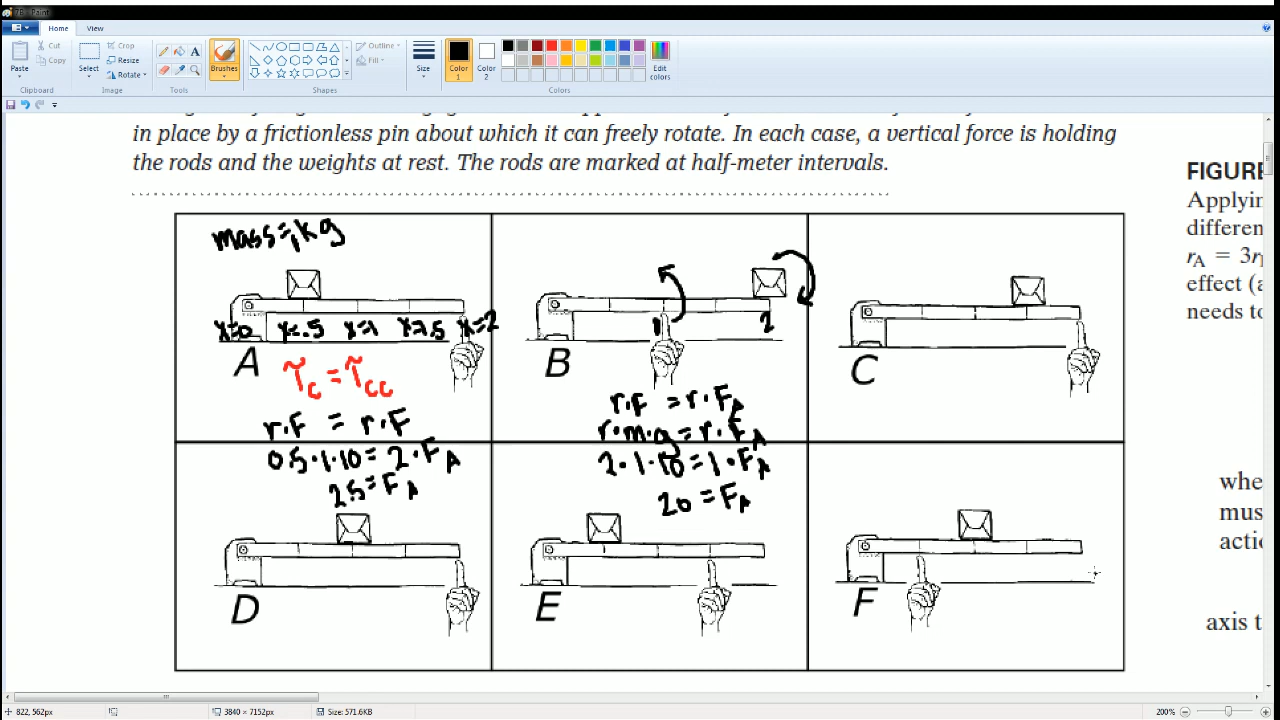 Home View
Cut
Copy
Paste
Clipboard
Crop
Resize
Rotate
Select
Image
A
Tools
Brushes
Outline
Fill
Shapes
Size
Color 1
Color 2
Edit colors
Colors
in place by a frictionless pin about which it can freely rotate. In each case, a vertical force is holding
the rods and the weights at rest. The rods are marked at half-meter intervals.
FIGURE
Applyin
differen
effect (a
needs to
whe
mus
actic
axis t
mass=1kg
x=0 x=.5 x=1 x=1.5 x=2
A
τC = τCC
r·F = r·F
0.5·1·10 = 2·FA
2.5 = FA
1 2
B
r·F = r·FA
r·m·g = r·FA
2·1·10 = 1·FA
20 = FA
C
D
E
F
822, 562px
3840 × 7152px
Size: 571.6KB
200%